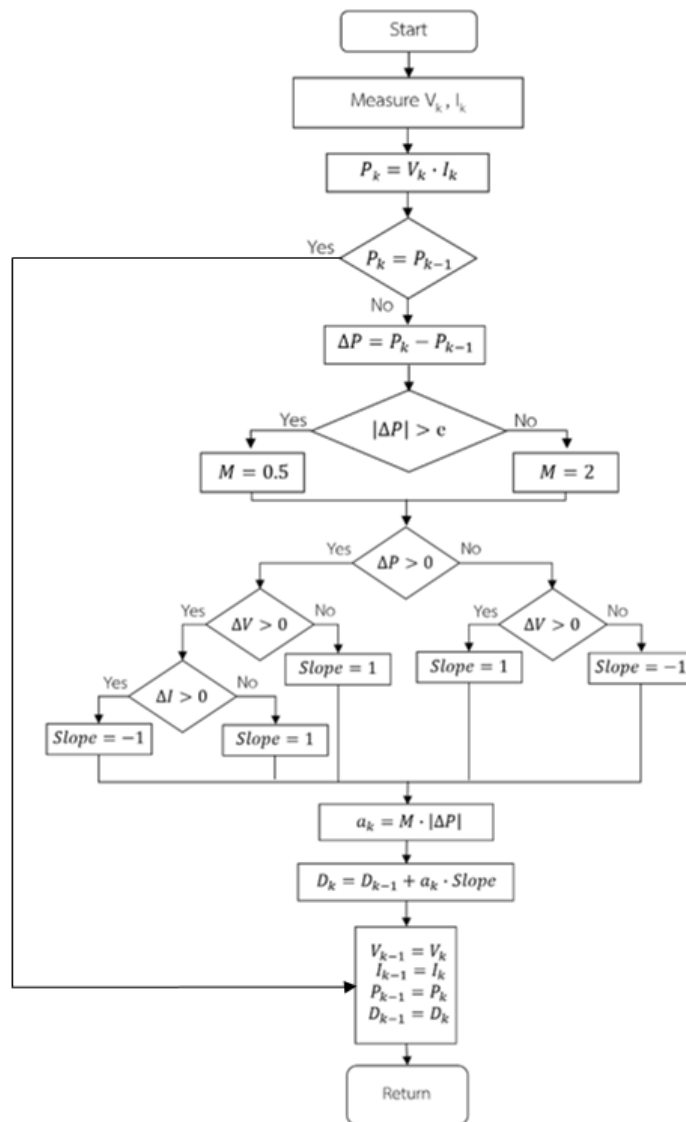 Start
Measure Vₖ , Iₖ
Pₖ = Vₖ · Iₖ
Yes
Pₖ = Pₖ₋₁
No
ΔP = Pₖ − Pₖ₋₁
Yes
|ΔP| > e
No
M = 0.5
M = 2
Yes
ΔP > 0
No
Yes
ΔV > 0
No
Yes
ΔV > 0
No
Slope = 1
Slope = 1
Slope = −1
Yes
ΔI > 0
No
Slope = −1
Slope = 1
aₖ = M · |ΔP|
Dₖ = Dₖ₋₁ + aₖ · Slope
Vₖ₋₁ = Vₖ
Iₖ₋₁ = Iₖ
Pₖ₋₁ = Pₖ
Dₖ₋₁ = Dₖ
Return